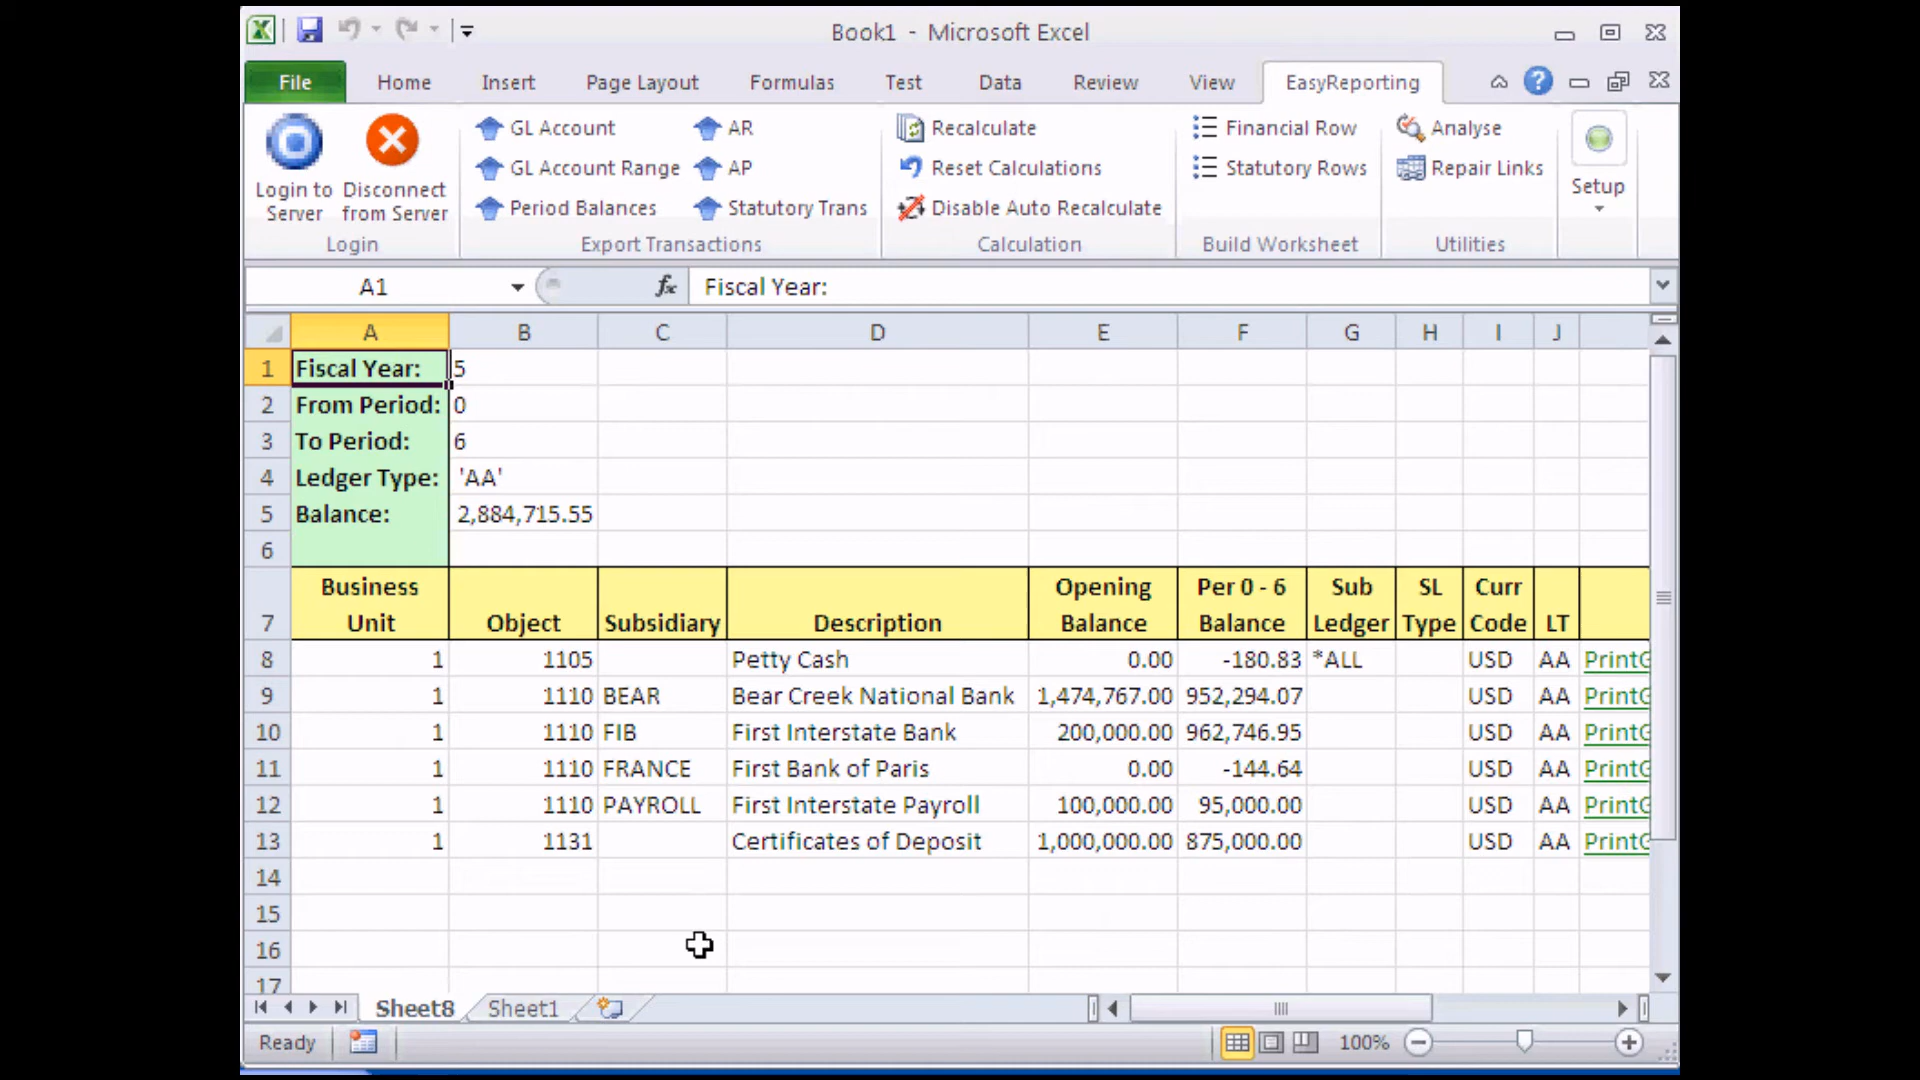 Book1 - Microsoft Excel
File Home Insert Page Layout Formulas Test Data Review View EasyReporting
Login to Server
Disconnect from Server
Login
GL Account
GL Account Range
Period Balances
AR
AP
Statutory Trans
Export Transactions
Recalculate
Reset Calculations
Disable Auto Recalculate
Calculation
Financial Row
Statutory Rows
Build Worksheet
Analyse
Repair Links
Utilities
Setup
A1 fx Fiscal Year:
A B C D E F G H I J
1 Fiscal Year: 5
2 From Period: 0
3 To Period: 6
4 Ledger Type: 'AA'
5 Balance: 2,884,715.55
6
7 Business Unit Object Subsidiary Description Opening Balance Per 0 - 6 Balance Sub Ledger SL Type Curr Code LT
8 1 1105 Petty Cash 0.00 -180.83 *ALL USD AA PrintG
9 1 1110 BEAR Bear Creek National Bank 1,474,767.00 952,294.07 USD AA PrintG
10 1 1110 FIB First Interstate Bank 200,000.00 962,746.95 USD AA PrintG
11 1 1110 FRANCE First Bank of Paris 0.00 -144.64 USD AA PrintG
12 1 1110 PAYROLL First Interstate Payroll 100,000.00 95,000.00 USD AA PrintG
13 1 1131 Certificates of Deposit 1,000,000.00 875,000.00 USD AA PrintG
14
15
16
17
Sheet8 Sheet1
Ready 100%